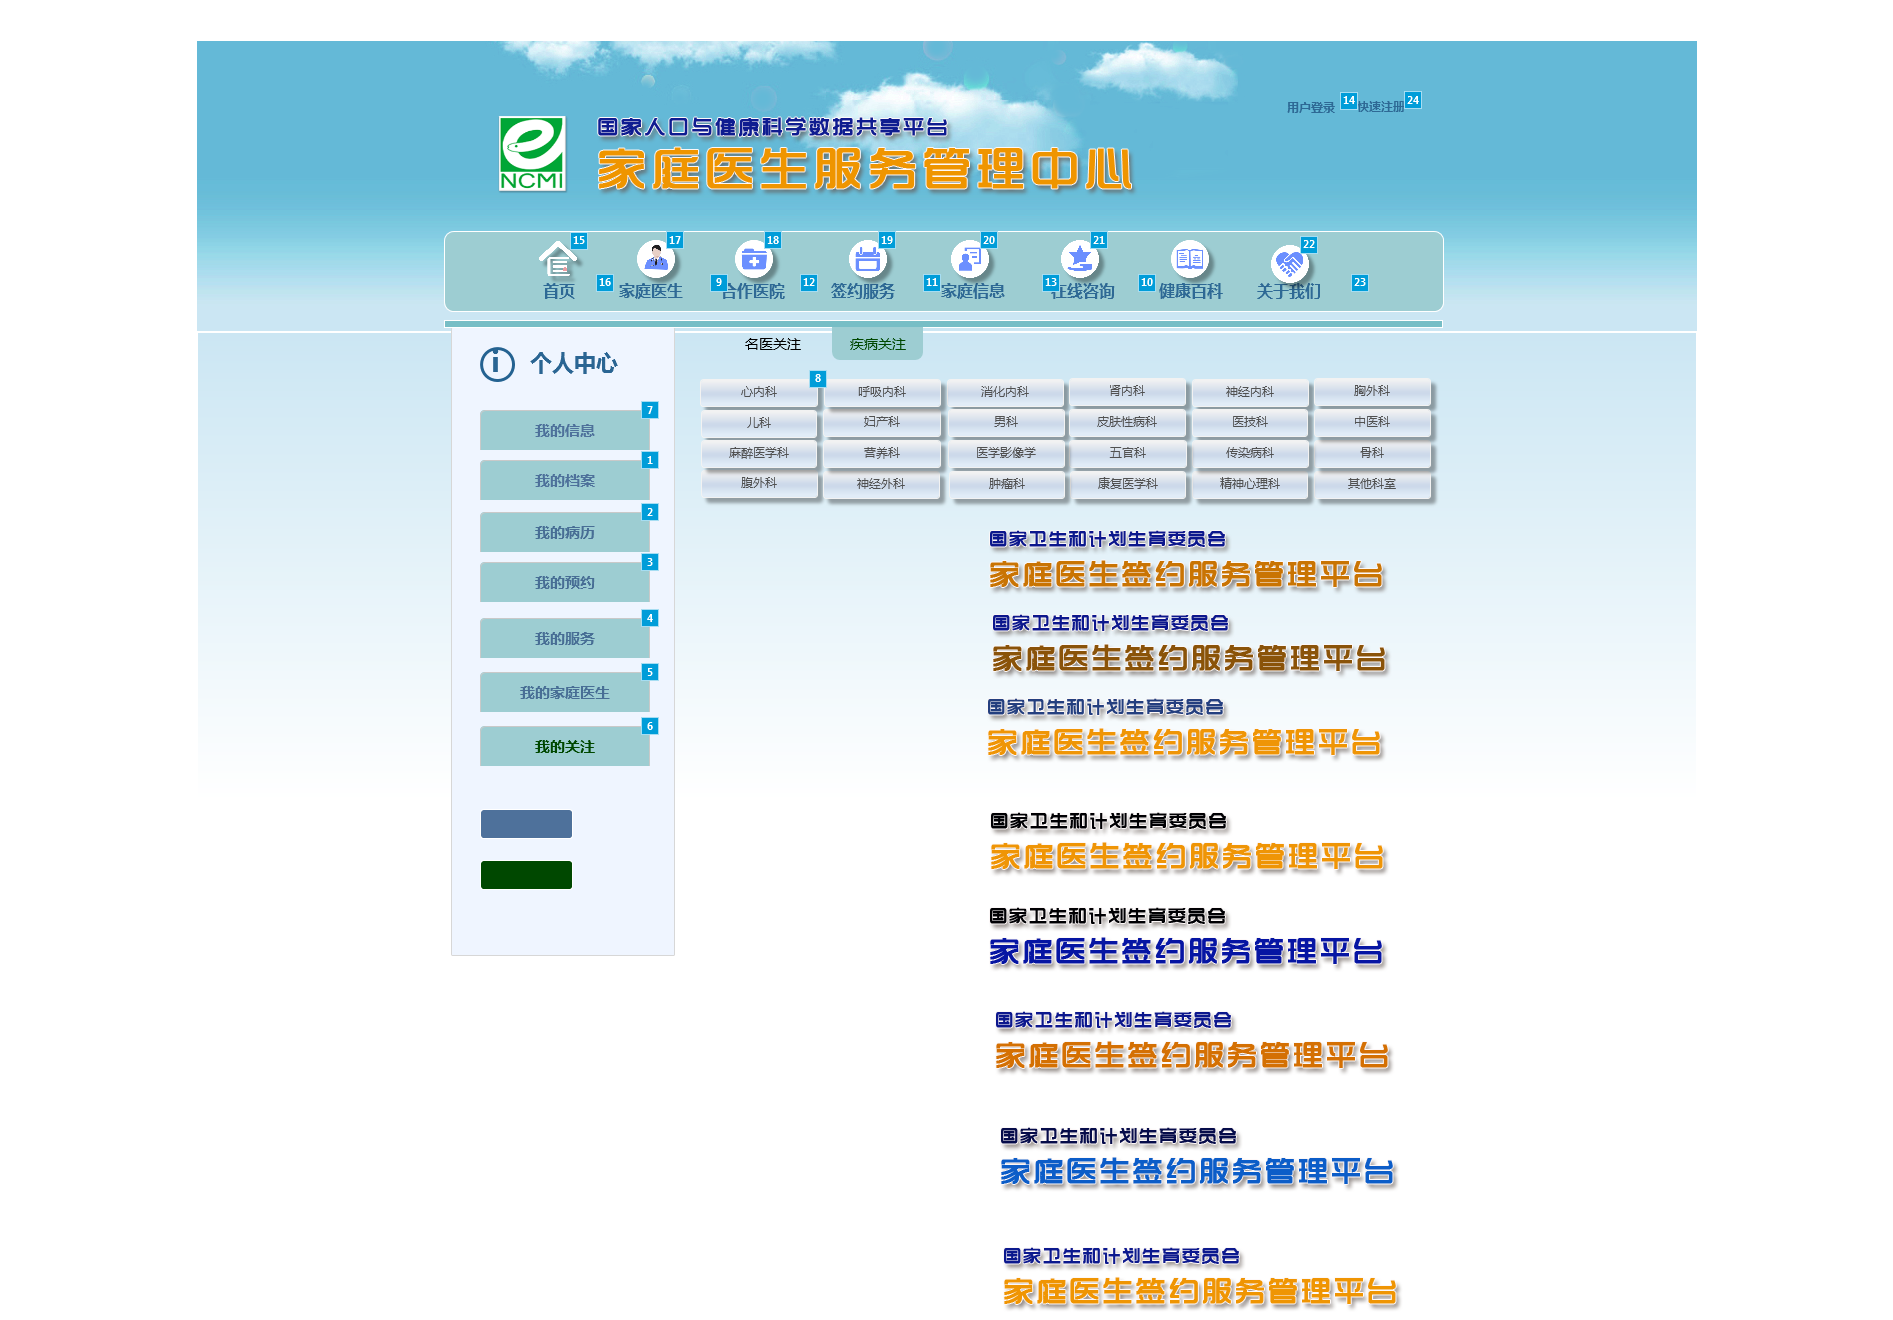 用户登录 14 快速注册 24
国家人口与健康科学数据共享平台
家庭医生服务管理中心
NCMI
15 17 18 19 20 21 22
首页 16 家庭医生 9 合作医院 12 签约服务 11 家庭信息 13 在线咨询 10 健康百科 关于我们 23
名医关注 疾病关注
i 个人中心
8
心内科 呼吸内科 消化内科 肾内科 神经内科 胸外科
儿科 妇产科 男科 皮肤性病科 医技科 中医科
麻醉医学科 营养科 医学影像学 五官科 传染病科 骨科
腹外科 神经外科 肿瘤科 康复医学科 精神心理科 其他科室
7
我的信息
1
我的档案
2
我的病历
3
我的预约
4
我的服务
5
我的家庭医生
6
我的关注
国家卫生和计划生育委员会
家庭医生签约服务管理平台
国家卫生和计划生育委员会
家庭医生签约服务管理平台
国家卫生和计划生育委员会
家庭医生签约服务管理平台
国家卫生和计划生育委员会
家庭医生签约服务管理平台
国家卫生和计划生育委员会
家庭医生签约服务管理平台
国家卫生和计划生育委员会
家庭医生签约服务管理平台
国家卫生和计划生育委员会
家庭医生签约服务管理平台
国家卫生和计划生育委员会
家庭医生签约服务管理平台